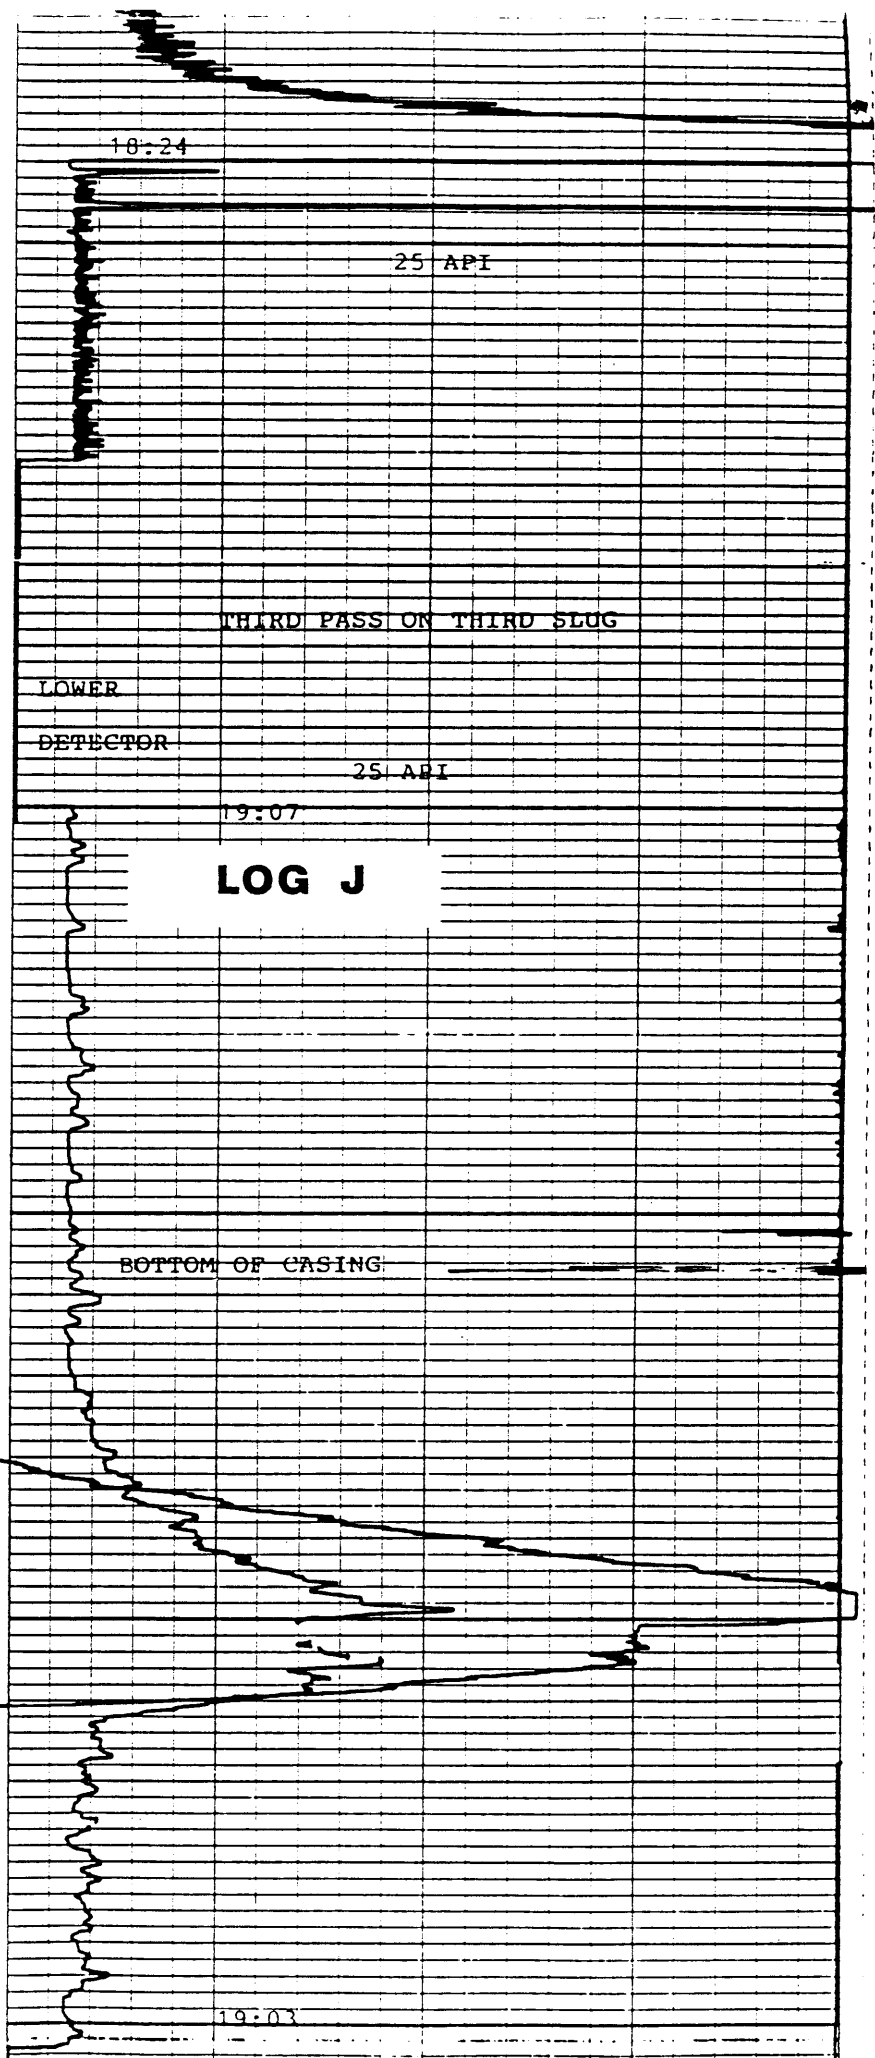 18:24
25 API
THIRD PASS ON THIRD SLUG
LOWER
DETECTOR
25 API
19:07
LOG J
BOTTOM OF CASING
19:03